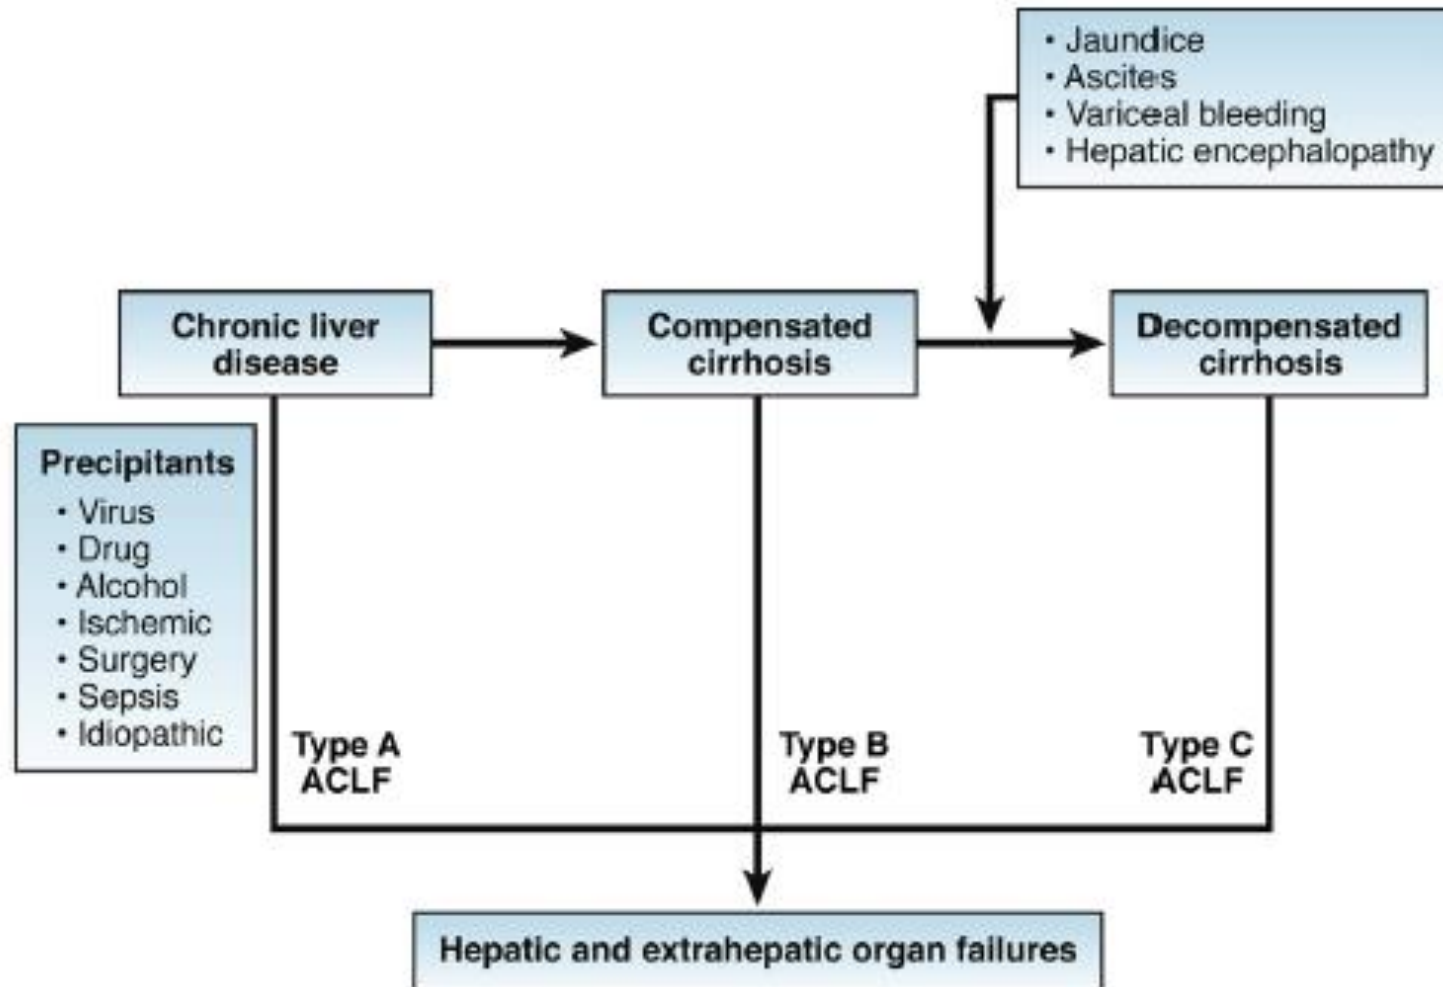 • Jaundice
• Ascites
• Variceal bleeding
• Hepatic encephalopathy
Chronic liver
disease
Compensated
cirrhosis
Decompensated
cirrhosis
Precipitants
• Virus
• Drug
• Alcohol
• Ischemic
• Surgery
• Sepsis
• Idiopathic
Type A
ACLF
Type B
ACLF
Type C
ACLF
Hepatic and extrahepatic organ failures